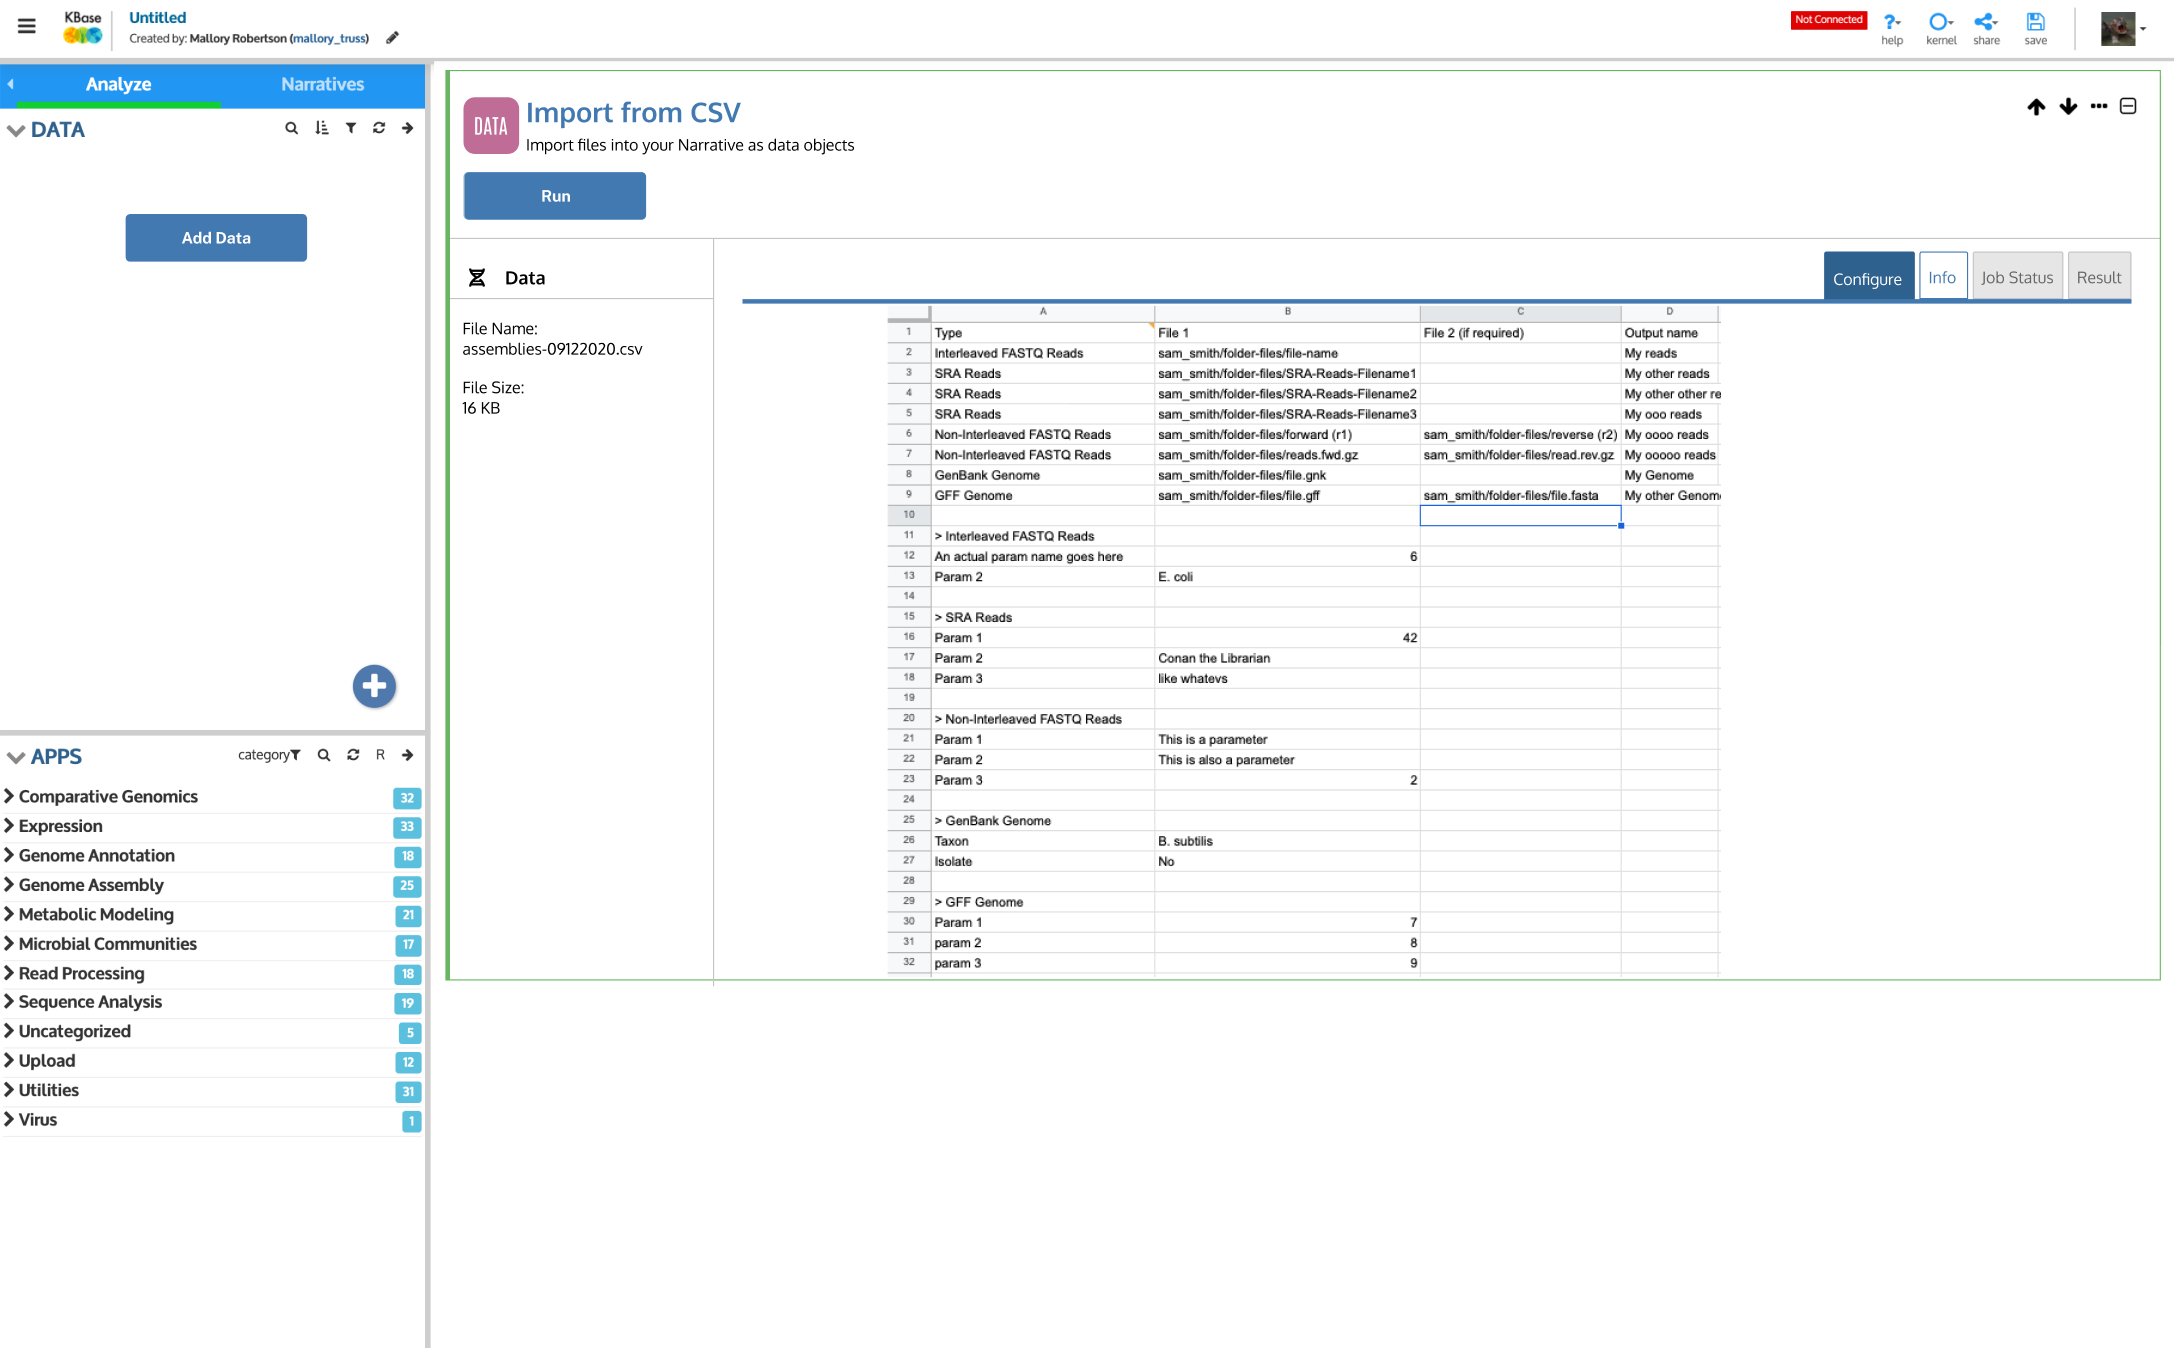 KBase
Untitled
Created by: Mallory Robertson (mallory_truss)
Not Connected
help
kernel
share
save
Analyze
Narratives
DATA
Add Data
APPS
category
R
Comparative Genomics 32
Expression 33
Genome Annotation 18
Genome Assembly 25
Metabolic Modeling 21
Microbial Communities 17
Read Processing 18
Sequence Analysis 19
Uncategorized 5
Upload 12
Utilities 31
Virus 1
DATA
Import from CSV
Import files into your Narrative as data objects
Run
Data
File Name:
assemblies-09122020.csv
File Size:
16 KB
Configure
Info
Job Status
Result
A B C D
1 Type File 1 File 2 (if required) Output name
2 Interleaved FASTQ Reads sam_smith/folder-files/file-name My reads
3 SRA Reads sam_smith/folder-files/SRA-Reads-Filename1 My other reads
4 SRA Reads sam_smith/folder-files/SRA-Reads-Filename2 My other other re
5 SRA Reads sam_smith/folder-files/SRA-Reads-Filename3 My ooo reads
6 Non-Interleaved FASTQ Reads sam_smith/folder-files/forward (r1) sam_smith/folder-files/reverse (r2) My oooo reads
7 Non-Interleaved FASTQ Reads sam_smith/folder-files/reads.fwd.gz sam_smith/folder-files/read.rev.gz My ooooo reads
8 GenBank Genome sam_smith/folder-files/file.gnk My Genome
9 GFF Genome sam_smith/folder-files/file.gff sam_smith/folder-files/file.fasta My other Genom
10
11 > Interleaved FASTQ Reads
12 An actual param name goes here 6
13 Param 2 E. coli
14
15 > SRA Reads
16 Param 1 42
17 Param 2 Conan the Librarian
18 Param 3 like whatevs
19
20 > Non-Interleaved FASTQ Reads
21 Param 1 This is a parameter
22 Param 2 This is also a parameter
23 Param 3 2
24
25 > GenBank Genome
26 Taxon B. subtilis
27 Isolate No
28
29 > GFF Genome
30 Param 1 7
31 param 2 8
32 param 3 9